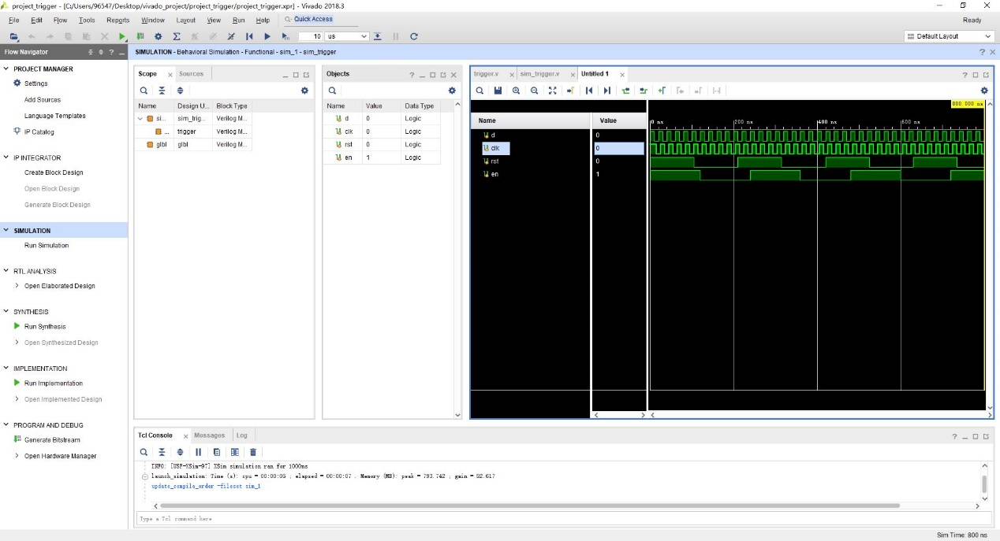 project_trigger - [C:/Users/96547/Desktop/vivado_project/project_trigger/project_trigger.xpr] - Vivado 2018.3
File Edit Flow Tools Reports Window Layout View Run Help Quick Access Ready
10 us Default Layout
Flow Navigator
SIMULATION - Behavioral Simulation - Functional - sim_1 - sim_trigger
PROJECT MANAGER
Settings
Add Sources
Language Templates
IP Catalog
IP INTEGRATOR
Create Block Design
Open Block Design
Generate Block Design
SIMULATION
Run Simulation
RTL ANALYSIS
Open Elaborated Design
SYNTHESIS
Run Synthesis
Open Synthesized Design
IMPLEMENTATION
Run Implementation
Open Implemented Design
PROGRAM AND DEBUG
Generate Bitstream
Open Hardware Manager
Scope Sources
Name Design U... Block Type
si... sim_trig... Verilog M...
... trigger Verilog M...
glbl glbl Verilog M...
Objects
Name Value Data Type
d 0 Logic
clk 0 Logic
rst 0 Logic
en 1 Logic
trigger.v sim_trigger.v Untitled 1
800.000 ns
Name Value 0 ns 200 ns 400 ns 600 ns
d 0
clk 0
rst 0
en 1
Tcl Console Messages Log
INFO: [USF-XSim-97] XSim simulation ran for 1000ns
launch_simulation: Time (s): cpu = 00:00:05 ; elapsed = 00:00:07 . Memory (MB): peak = 793.742 ; gain = 52.617
update_compile_order -fileset sim_1
Type a Tcl command here
Sim Time: 800 ns